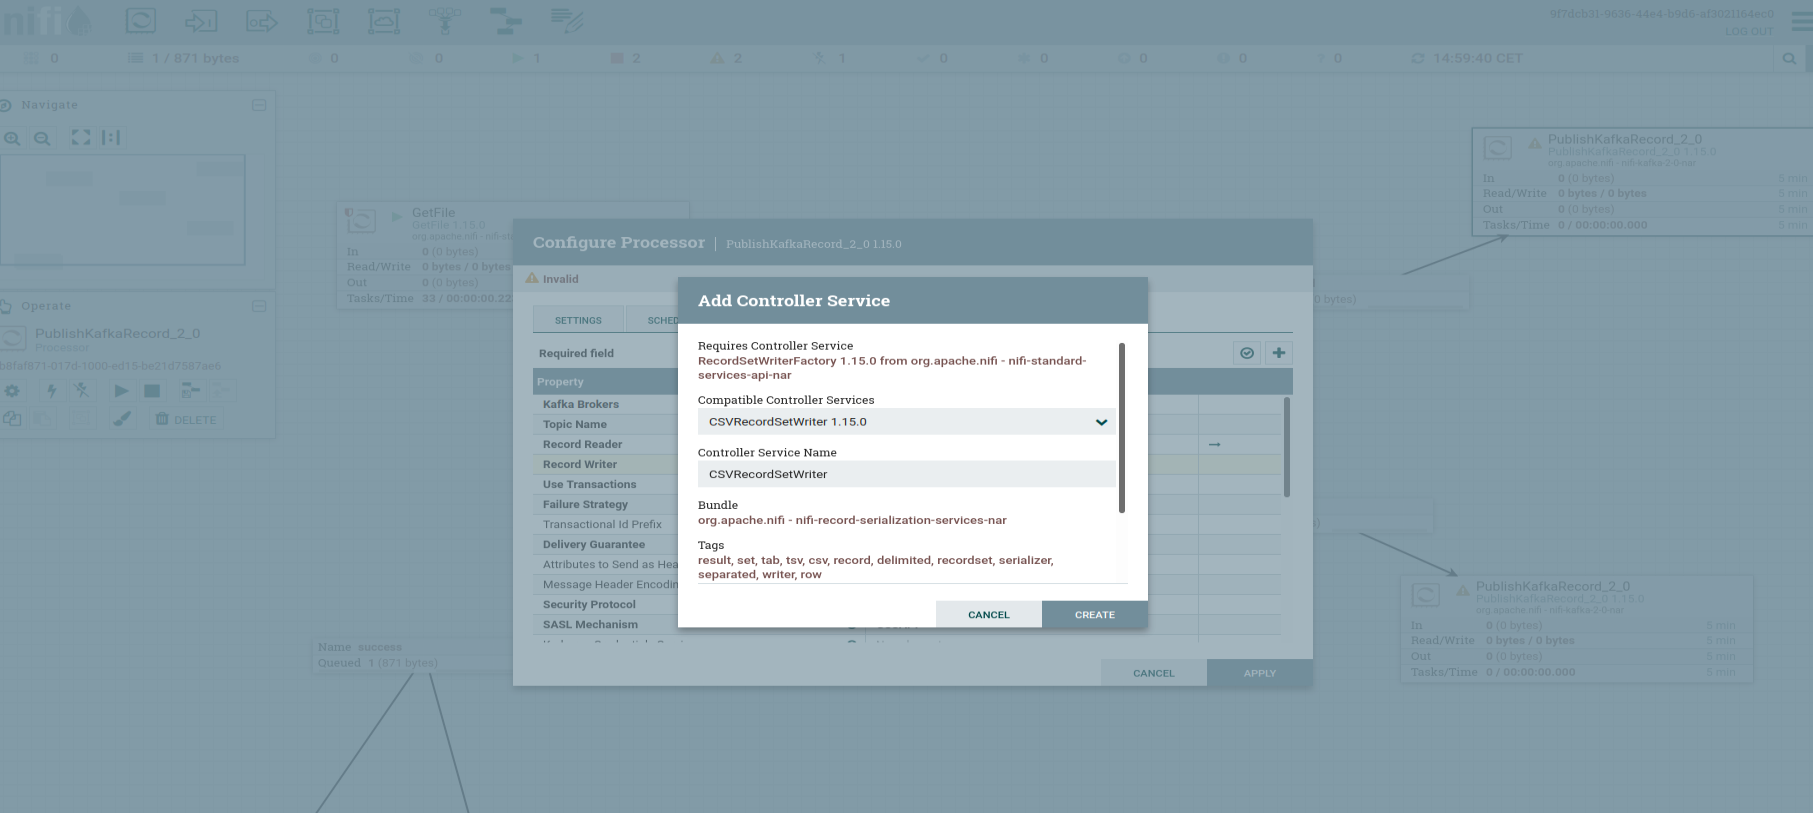 nifi
9f7dcb31-9636-44e4-b9d6-af3021164ec0
LOG OUT
0
1 / 871 bytes
0
0
1
2
2
1
0
0
0
0
? 0
14:59:40 CET
Navigate
Operate
PublishKafkaRecord_2_0
Processor
b8faf871-017d-1000-ed15-be21d7587ae6
DELETE
GetFile
GetFile 1.15.0
In 0 (0 bytes)
Read/Write 0 bytes / 0 bytes
Out 0 (0 bytes)
Tasks/Time 33 / 00:00:00.22
PublishKafkaRecord_2_0
PublishKafkaRecord_2_0 1.15.0
org.apache.nifi - nifi-kafka-2-0-nar
In 0 (0 bytes) 5 min
Read/Write 0 bytes / 0 bytes 5 min
Out 0 (0 bytes) 5 min
Tasks/Time 0 / 00:00:00.000 5 min
0 bytes)
Configure Processor | PublishKafkaRecord_2_0 1.15.0
Invalid
SETTINGS
SCHED
Required field
Property
Kafka Brokers
Topic Name
Record Reader
Record Writer
Use Transactions
Failure Strategy
Transactional Id Prefix
Delivery Guarantee
Attributes to Send as Hea
Message Header Encodin
Security Protocol
SASL Mechanism
CANCEL
APPLY
Add Controller Service
Requires Controller Service
RecordSetWriterFactory 1.15.0 from org.apache.nifi - nifi-standard-
services-api-nar
Compatible Controller Services
CSVRecordSetWriter 1.15.0
Controller Service Name
CSVRecordSetWriter
Bundle
org.apache.nifi - nifi-record-serialization-services-nar
Tags
result, set, tab, tsv, csv, record, delimited, recordset, serializer,
separated, writer, row
CANCEL
CREATE
Name success
Queued 1 (871 bytes)
PublishKafkaRecord_2_0
PublishKafkaRecord_2_0 1.15.0
org.apache.nifi - nifi-kafka-2-0-nar
In 0 (0 bytes) 5 min
Read/Write 0 bytes / 0 bytes 5 min
Out 0 (0 bytes) 5 min
Tasks/Time 0 / 00:00:00.000 5 min